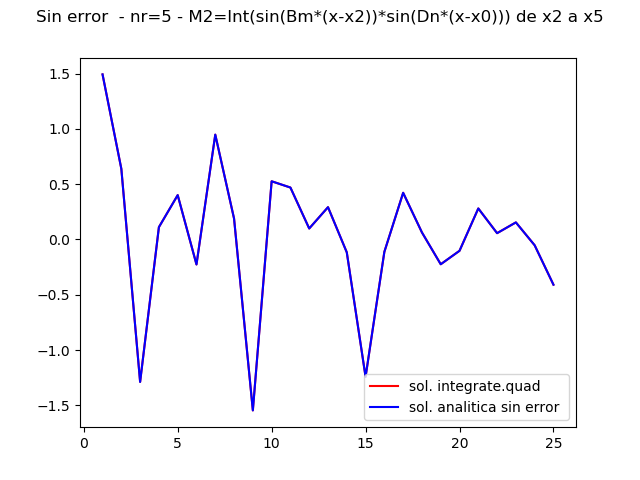 Sin error  - nr=5 - M2=Int(sin(Bm*(x-x2))*sin(Dn*(x-x0))) de x2 a x5
1.5
1.0
0.5
0.0
−0.5
−1.0
−1.5
0 5 10 15 20 25
sol. integrate.quad
sol. analitica sin error